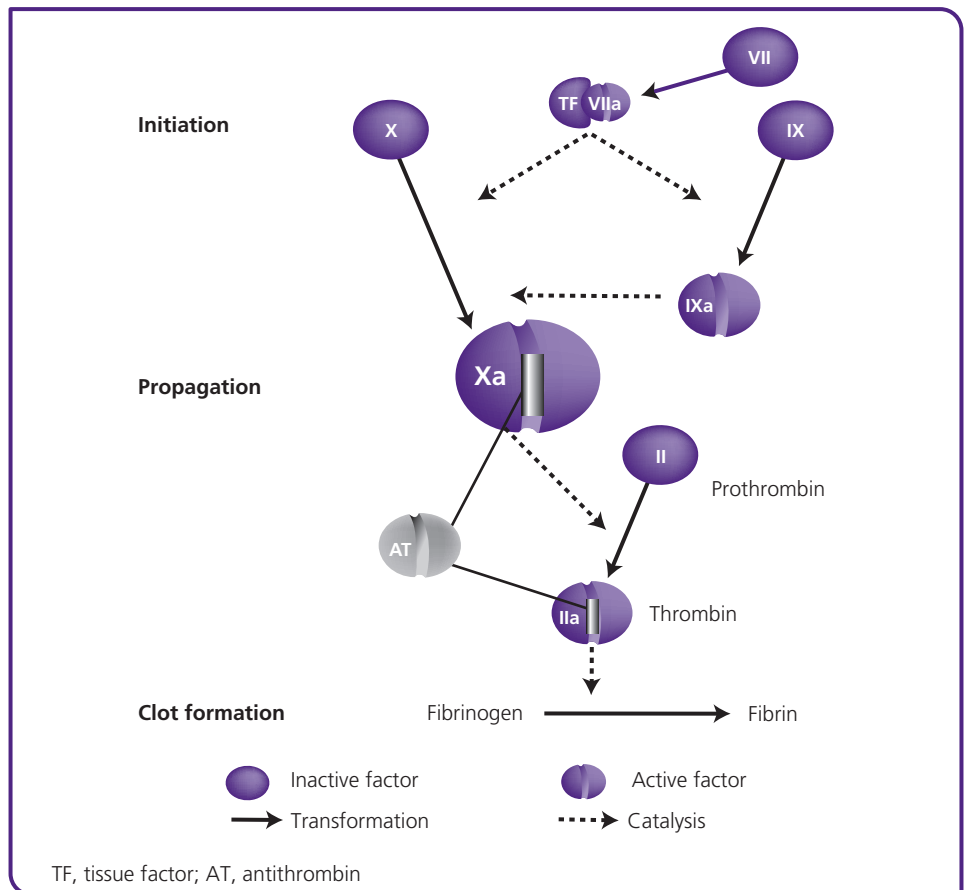 VII
TF VIIa
Initiation
X
IX
IXa
Xa
Propagation
II
Prothrombin
AT
IIa
Thrombin
Clot formation
Fibrinogen
Fibrin
Inactive factor
Active factor
Transformation
Catalysis
TF, tissue factor; AT, antithrombin